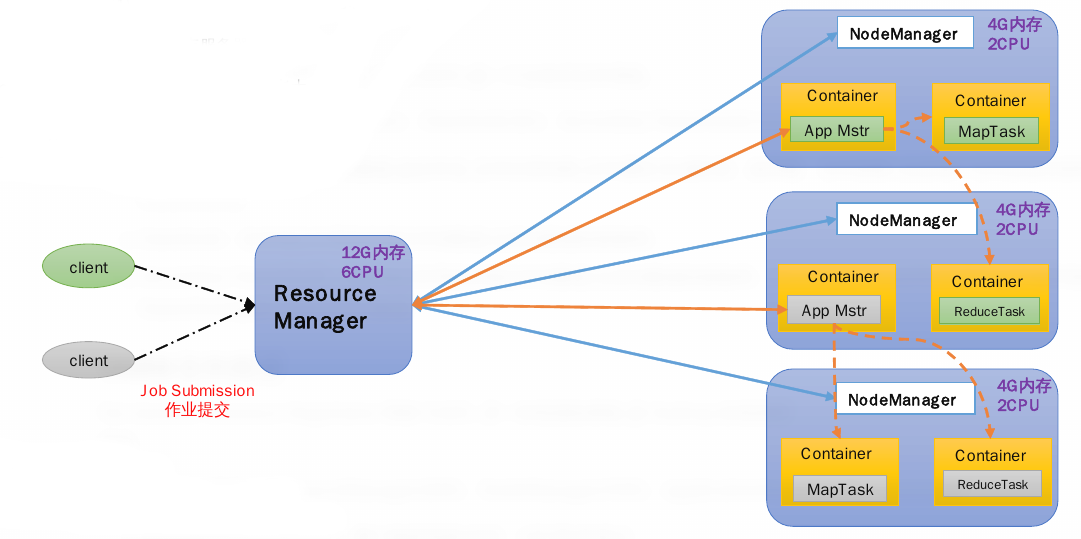 client
client
Job Submission
作业提交
12G内存
6CPU
Resource
Manager
NodeManager
4G内存
2CPU
Container
App Mstr
Container
MapTask
NodeManager
4G内存
2CPU
Container
App Mstr
Container
ReduceTask
NodeManager
4G内存
2CPU
Container
MapTask
Container
ReduceTask